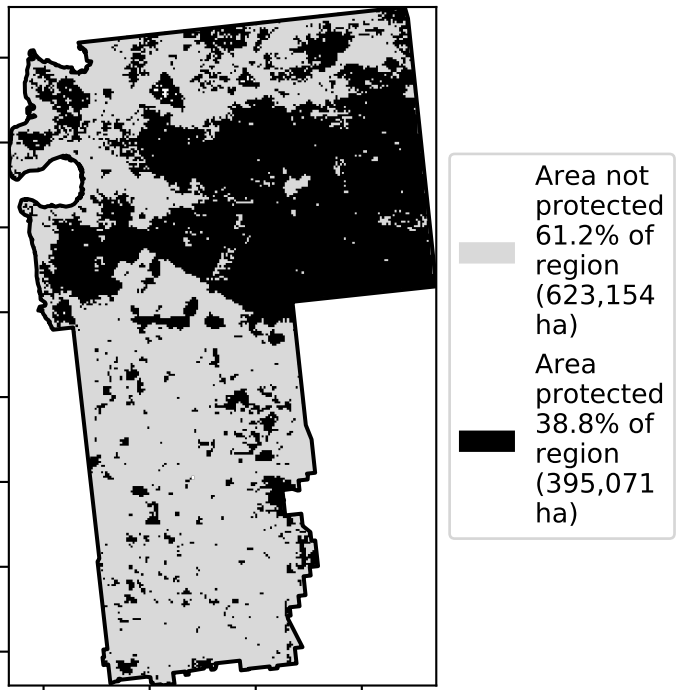 Area not
protected
61.2% of
region
(623,154
ha)
Area
protected
38.8% of
region
(395,071
ha)